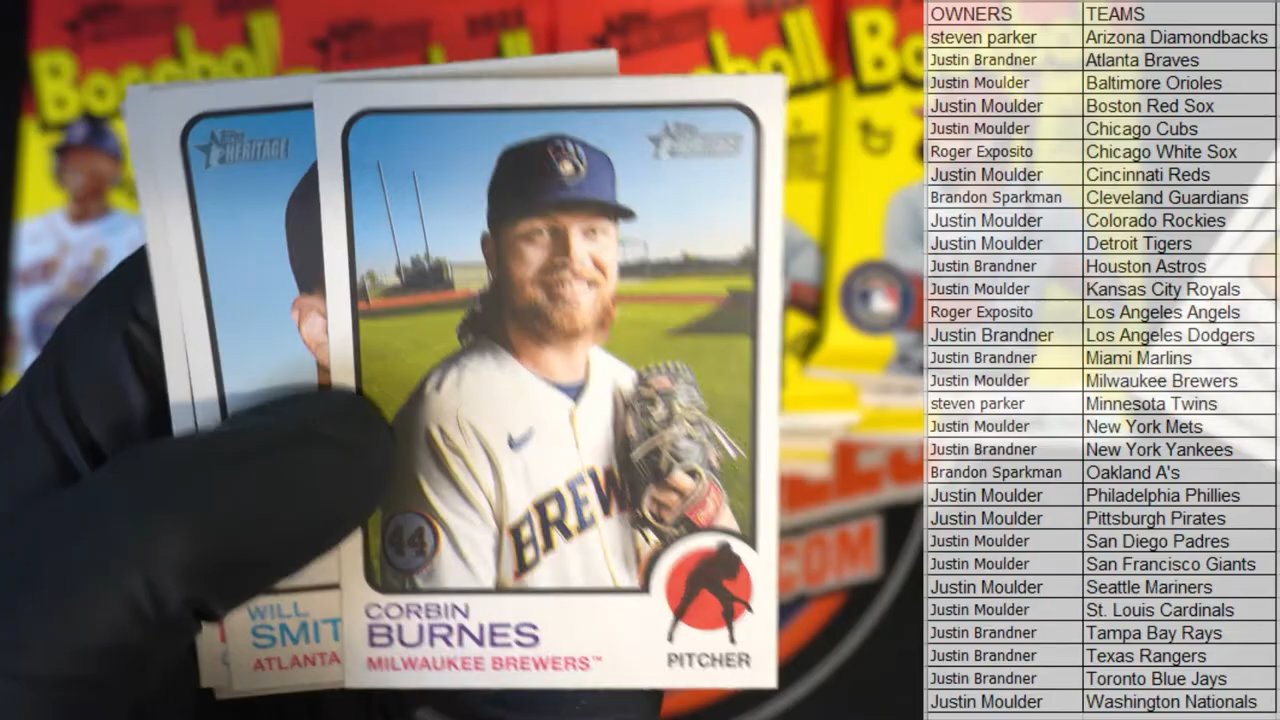 Baseball
Topps
HERITAGE
Topps
HERITAGE
BREW
44
WILL
SMIT
ATLANTA
CORBIN
BURNES
MILWAUKEE BREWERS™
PITCHER
.COM
OWNERS TEAMS
steven parker Arizona Diamondbacks
Justin Brandner Atlanta Braves
Justin Moulder Baltimore Orioles
Justin Moulder Boston Red Sox
Justin Moulder Chicago Cubs
Roger Exposito Chicago White Sox
Justin Moulder Cincinnati Reds
Brandon Sparkman Cleveland Guardians
Justin Moulder Colorado Rockies
Justin Moulder Detroit Tigers
Justin Brandner Houston Astros
Justin Moulder Kansas City Royals
Roger Exposito Los Angeles Angels
Justin Brandner Los Angeles Dodgers
Justin Brandner Miami Marlins
Justin Moulder Milwaukee Brewers
steven parker Minnesota Twins
Justin Moulder New York Mets
Justin Brandner New York Yankees
Brandon Sparkman Oakland A's
Justin Moulder Philadelphia Phillies
Justin Moulder Pittsburgh Pirates
Justin Moulder San Diego Padres
Justin Moulder San Francisco Giants
Justin Moulder Seattle Mariners
Justin Moulder St. Louis Cardinals
Justin Brandner Tampa Bay Rays
Justin Brandner Texas Rangers
Justin Brandner Toronto Blue Jays
Justin Moulder Washington Nationals